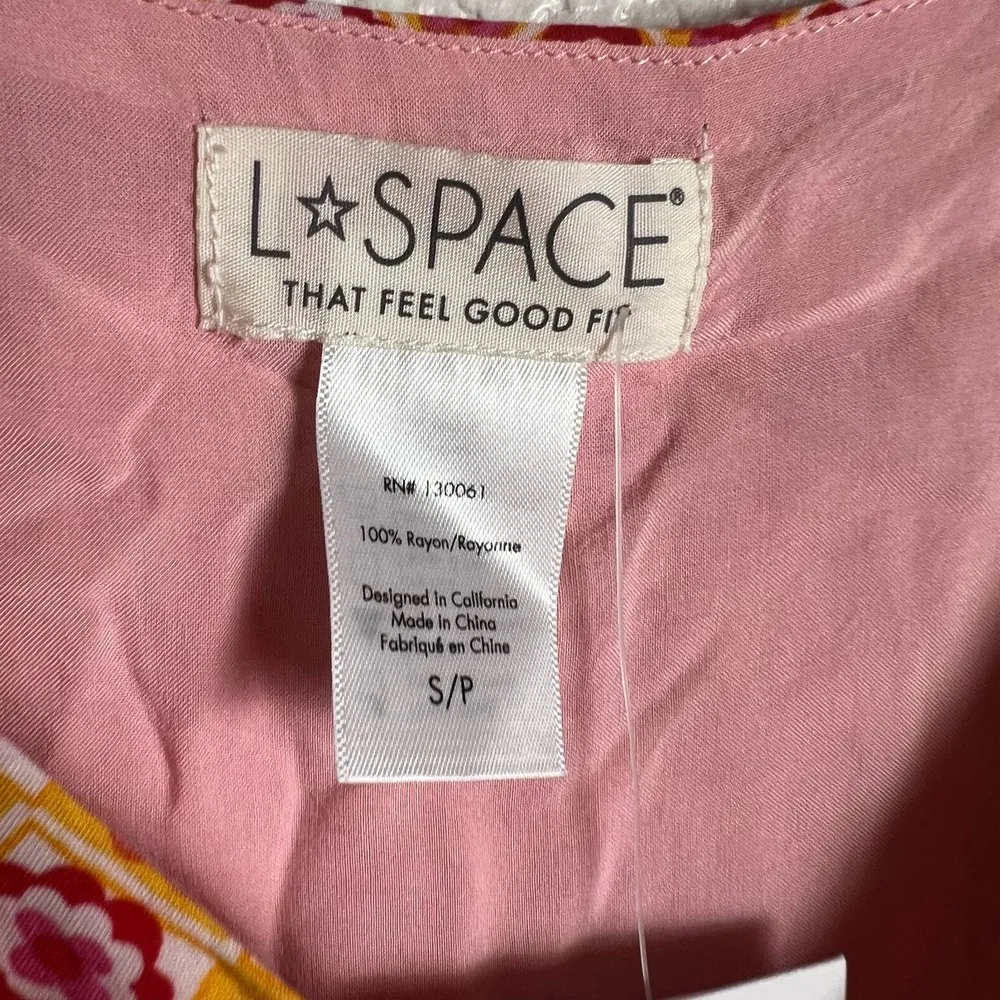 L☆SPACE®
THAT FEEL GOOD FIT
RN# 130061
100% Rayon/Rayonne
Designed in California
Made in China
Fabriqué en Chine
S/P